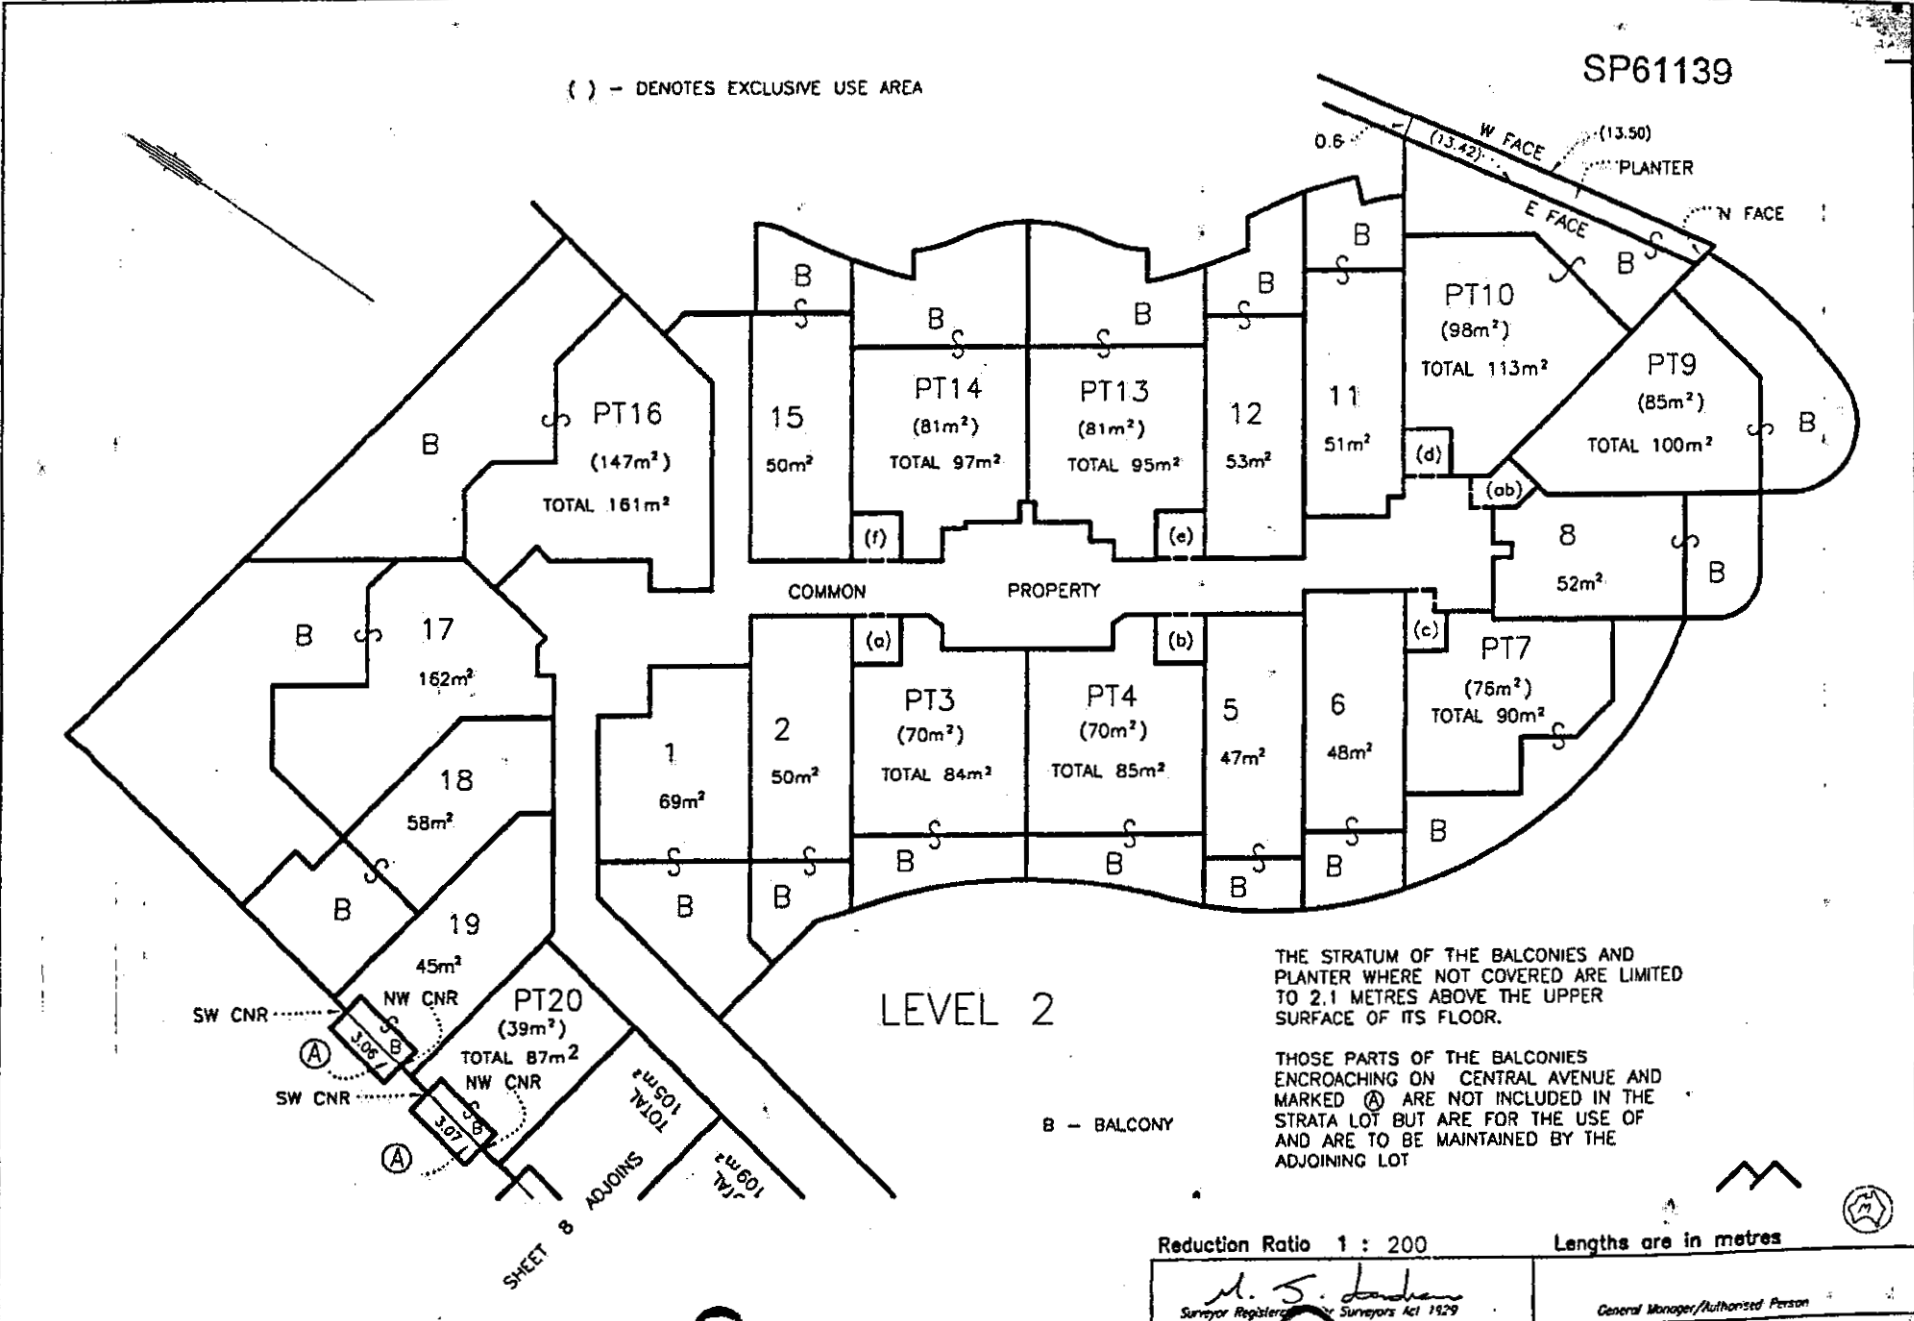 SP61139
( ) – DENOTES EXCLUSIVE USE AREA
0.6
W FACE
(13.50)
(13.42)
PLANTER
E FACE
N FACE
B
B
B
B
B
B
B
PT10
(98m²)
TOTAL 113m²
PT9
(85m²)
TOTAL 100m²
B
PT16
(147m²)
TOTAL 161m²
B
15
50m²
PT14
(81m²)
TOTAL 97m²
PT13
(81m²)
TOTAL 95m²
12
53m²
11
51m²
(d)
(ab)
(f)
(e)
8
52m²
B
COMMON PROPERTY
B
17
162m²
(a)
(b)
(c)
PT7
(76m²)
TOTAL 90m²
PT3
(70m²)
TOTAL 84m²
PT4
(70m²)
TOTAL 85m²
5
47m²
6
48m²
2
50m²
1
69m²
18
58m²
B
B
B
B
B
B
B
B
19
45m²
SW CNR
NW CNR
PT20
(39m²)
TOTAL 87m²
B
3.06
A
SW CNR
NW CNR
B
3.07
A
TOTAL
105m²
109m²
SHEET 8 ADJOINS
LEVEL 2
B – BALCONY
THE STRATUM OF THE BALCONIES AND
PLANTER WHERE NOT COVERED ARE LIMITED
TO 2.1 METRES ABOVE THE UPPER
SURFACE OF ITS FLOOR.
THOSE PARTS OF THE BALCONIES
ENCROACHING ON CENTRAL AVENUE AND
MARKED A ARE NOT INCLUDED IN THE
STRATA LOT BUT ARE FOR THE USE OF
AND ARE TO BE MAINTAINED BY THE
ADJOINING LOT
Reduction Ratio 1 : 200
Lengths are in metres
Surveyor Surveyors Act 1929
General Manager/Authorised Person